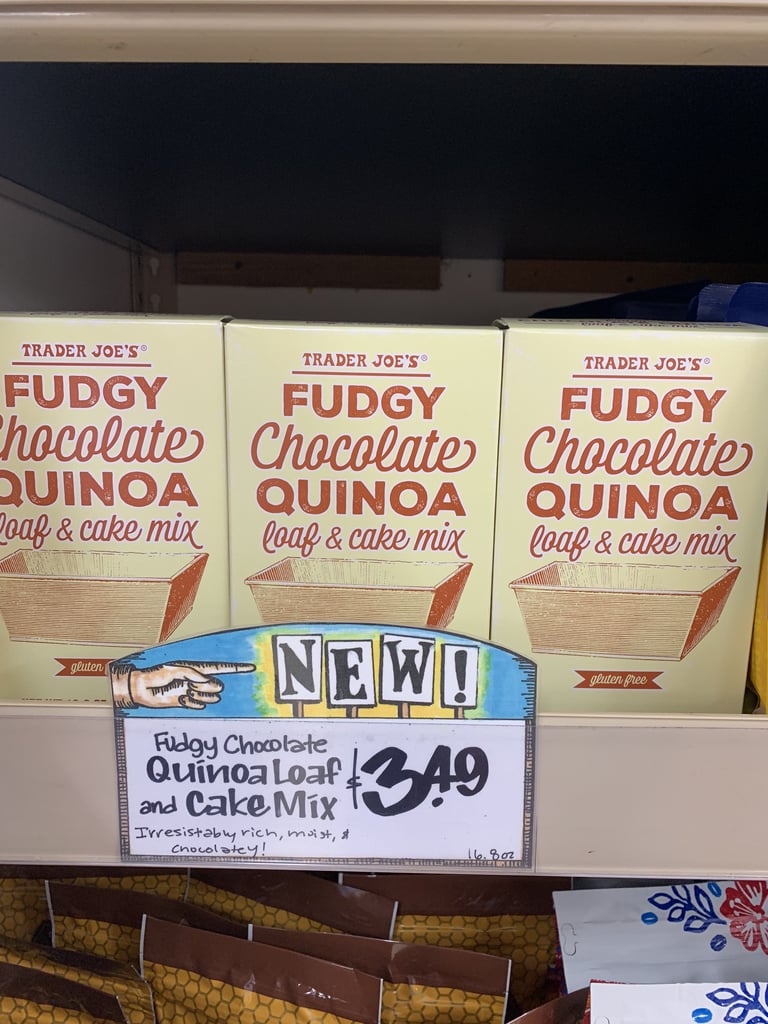 TRADER JOE'S®
FUDGY
Chocolate
QUINOA
loaf & cake mix
gluten
TRADER JOE'S®
FUDGY
Chocolate
QUINOA
loaf & cake mix
TRADER JOE'S®
FUDGY
Chocolate
QUINOA
loaf & cake mix
gluten free
NEW!
Fudgy Chocolate
Quinoa Loaf
and Cake Mix
$3.49
Irresistably rich, moist, &
chocolatey!
16.8oz